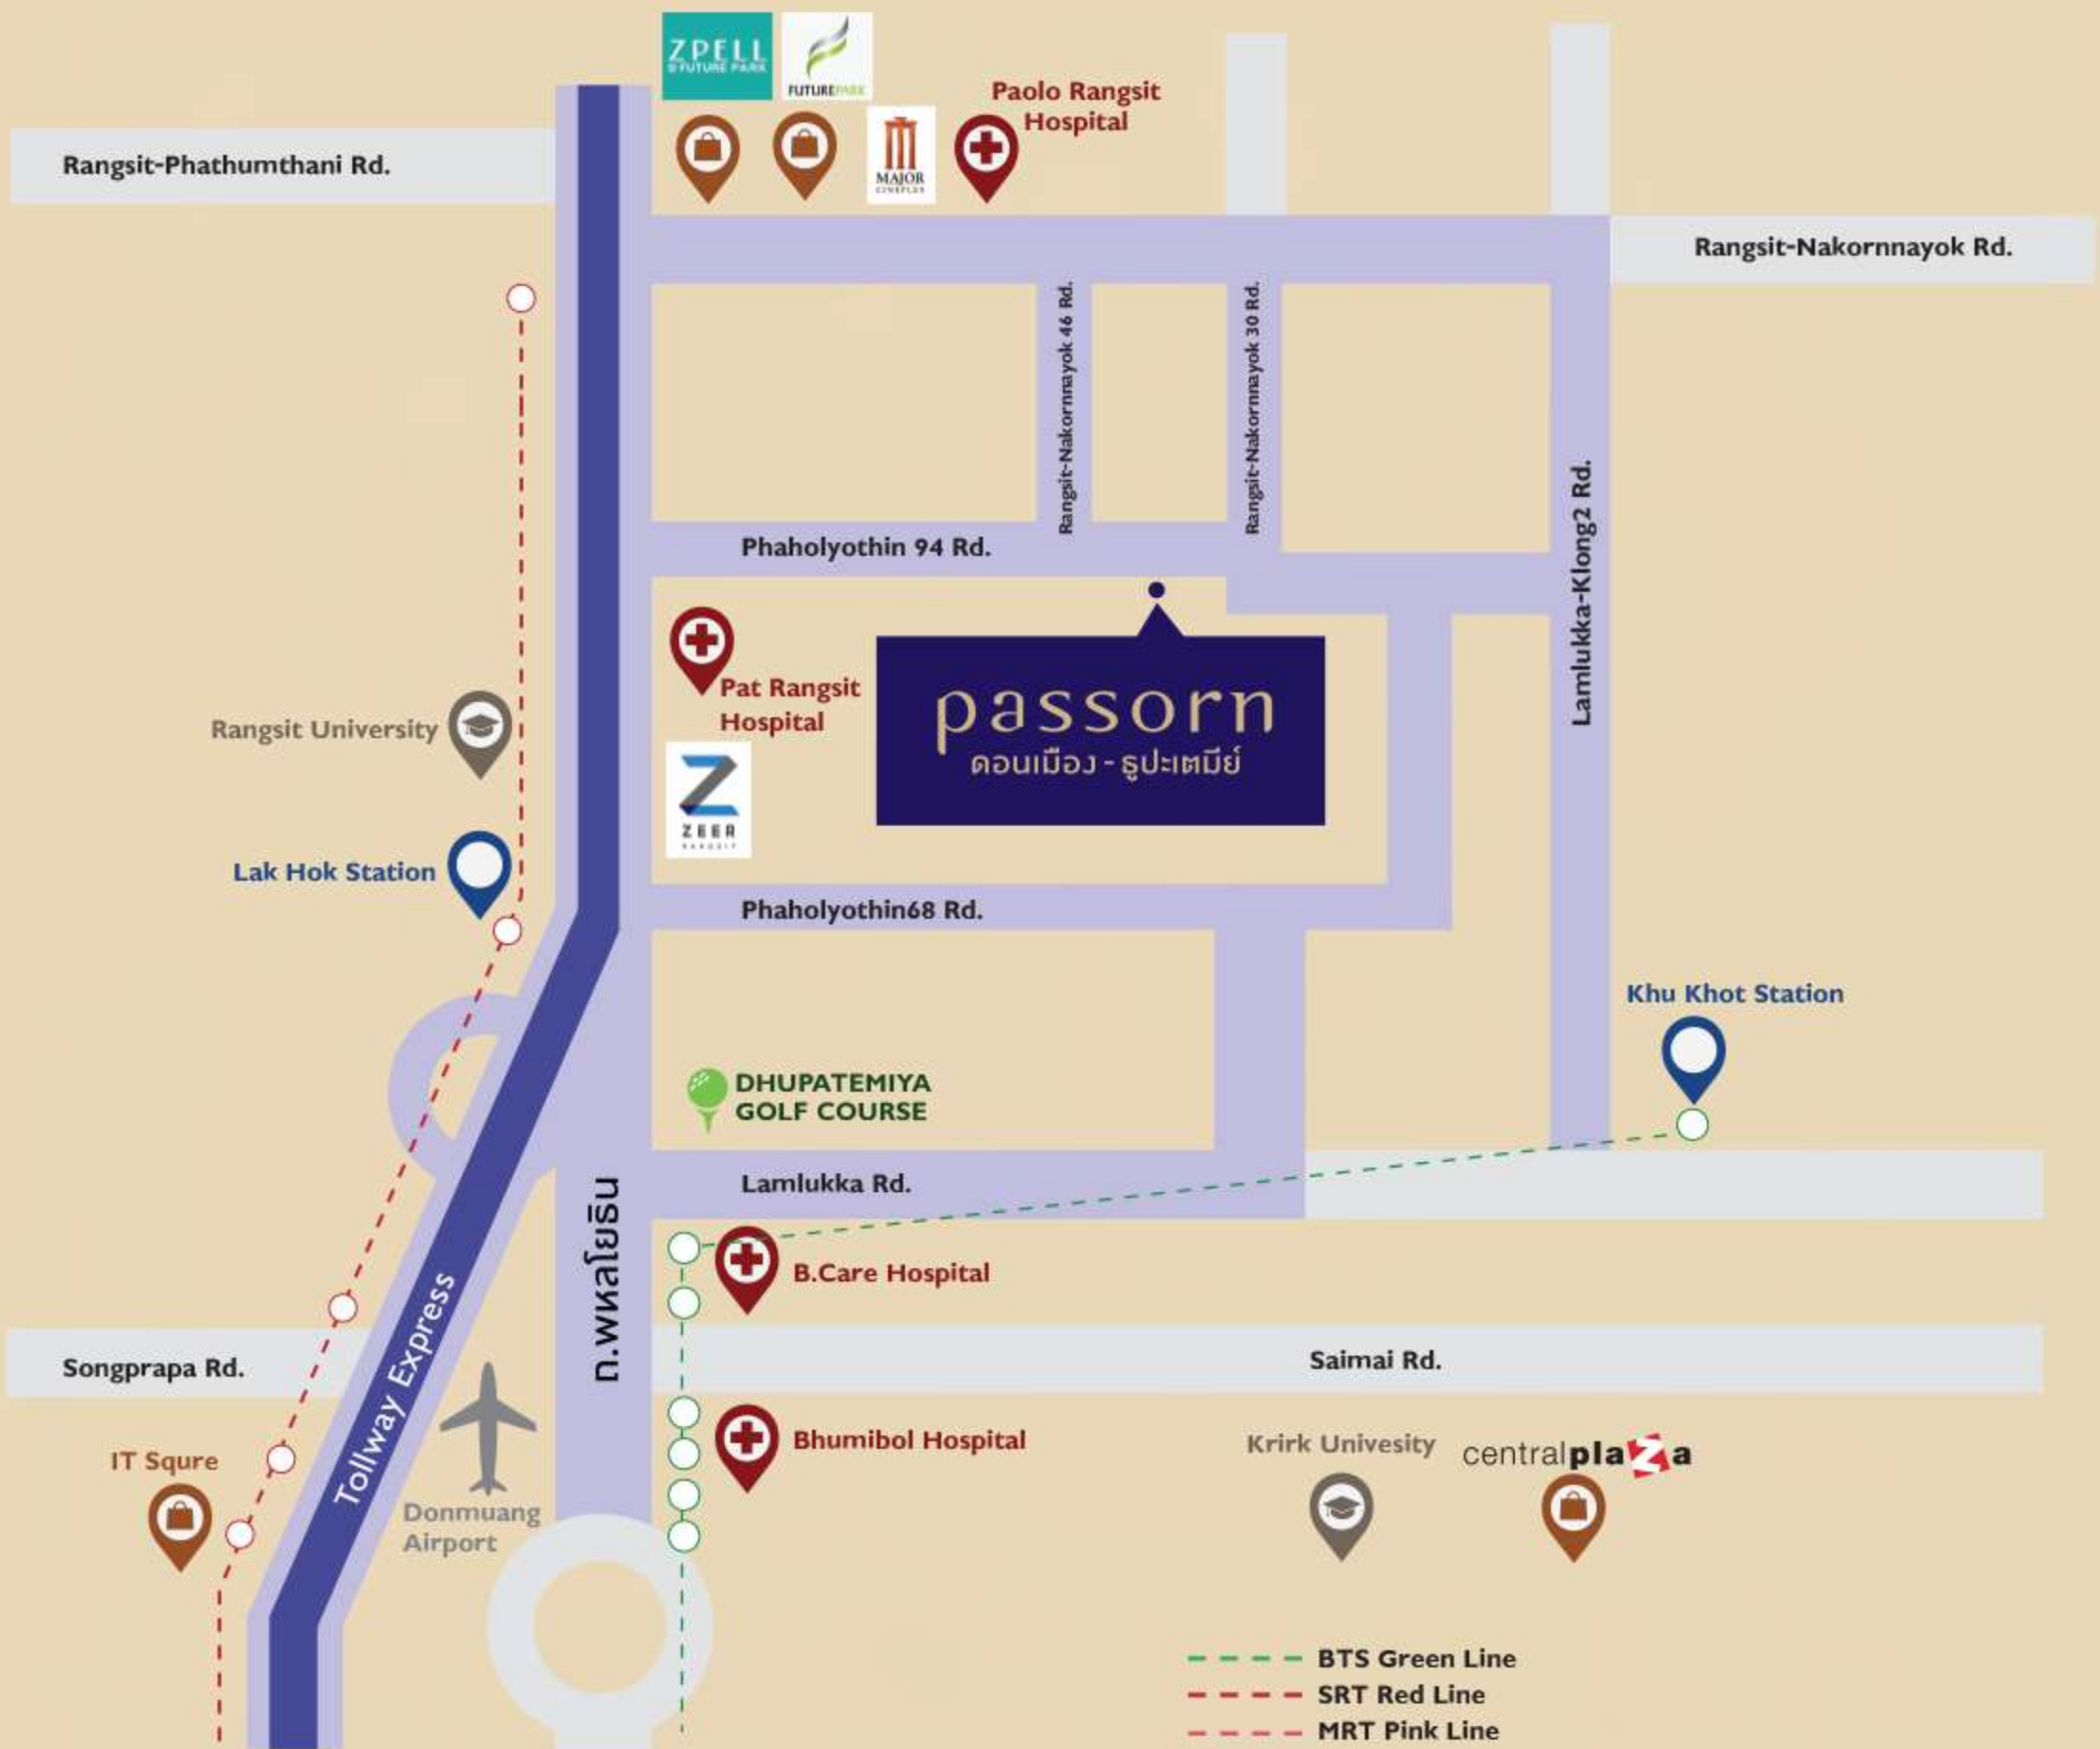 ZPELL
@ FUTURE PARK
FUTUREPARK
MAJOR
CINEPLEX
Paolo Rangsit
Hospital
Rangsit-Phathumthani Rd.
Rangsit-Nakornnayok Rd.
Rangsit-Nakornnayok 46 Rd.
Rangsit-Nakornnayok 30 Rd.
Lamlukka-Klong2 Rd.
Phaholyothin 94 Rd.
Pat Rangsit
Hospital
passorn
ดอนเมือง - ธูปะเตมีย์
Rangsit University
ZEER
RANGSIT
Lak Hok Station
Phaholyothin68 Rd.
Khu Khot Station
DHUPATEMIYA
GOLF COURSE
Lamlukka Rd.
ถ.พหลโยธิน
B.Care Hospital
Tollway Express
Songprapa Rd.
Saimai Rd.
IT Squre
Bhumibol Hospital
Krirk Univesity
centralplaza
Donmuang
Airport
BTS Green Line
SRT Red Line
MRT Pink Line